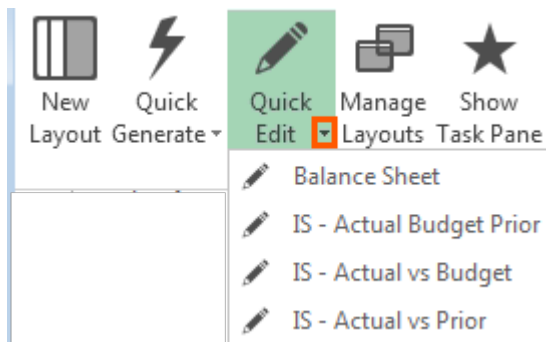 New Quick Quick Manage Show
Layout Generate Edit Layouts Task Pane
Balance Sheet
IS - Actual Budget Prior
IS - Actual vs Budget
IS - Actual vs Prior